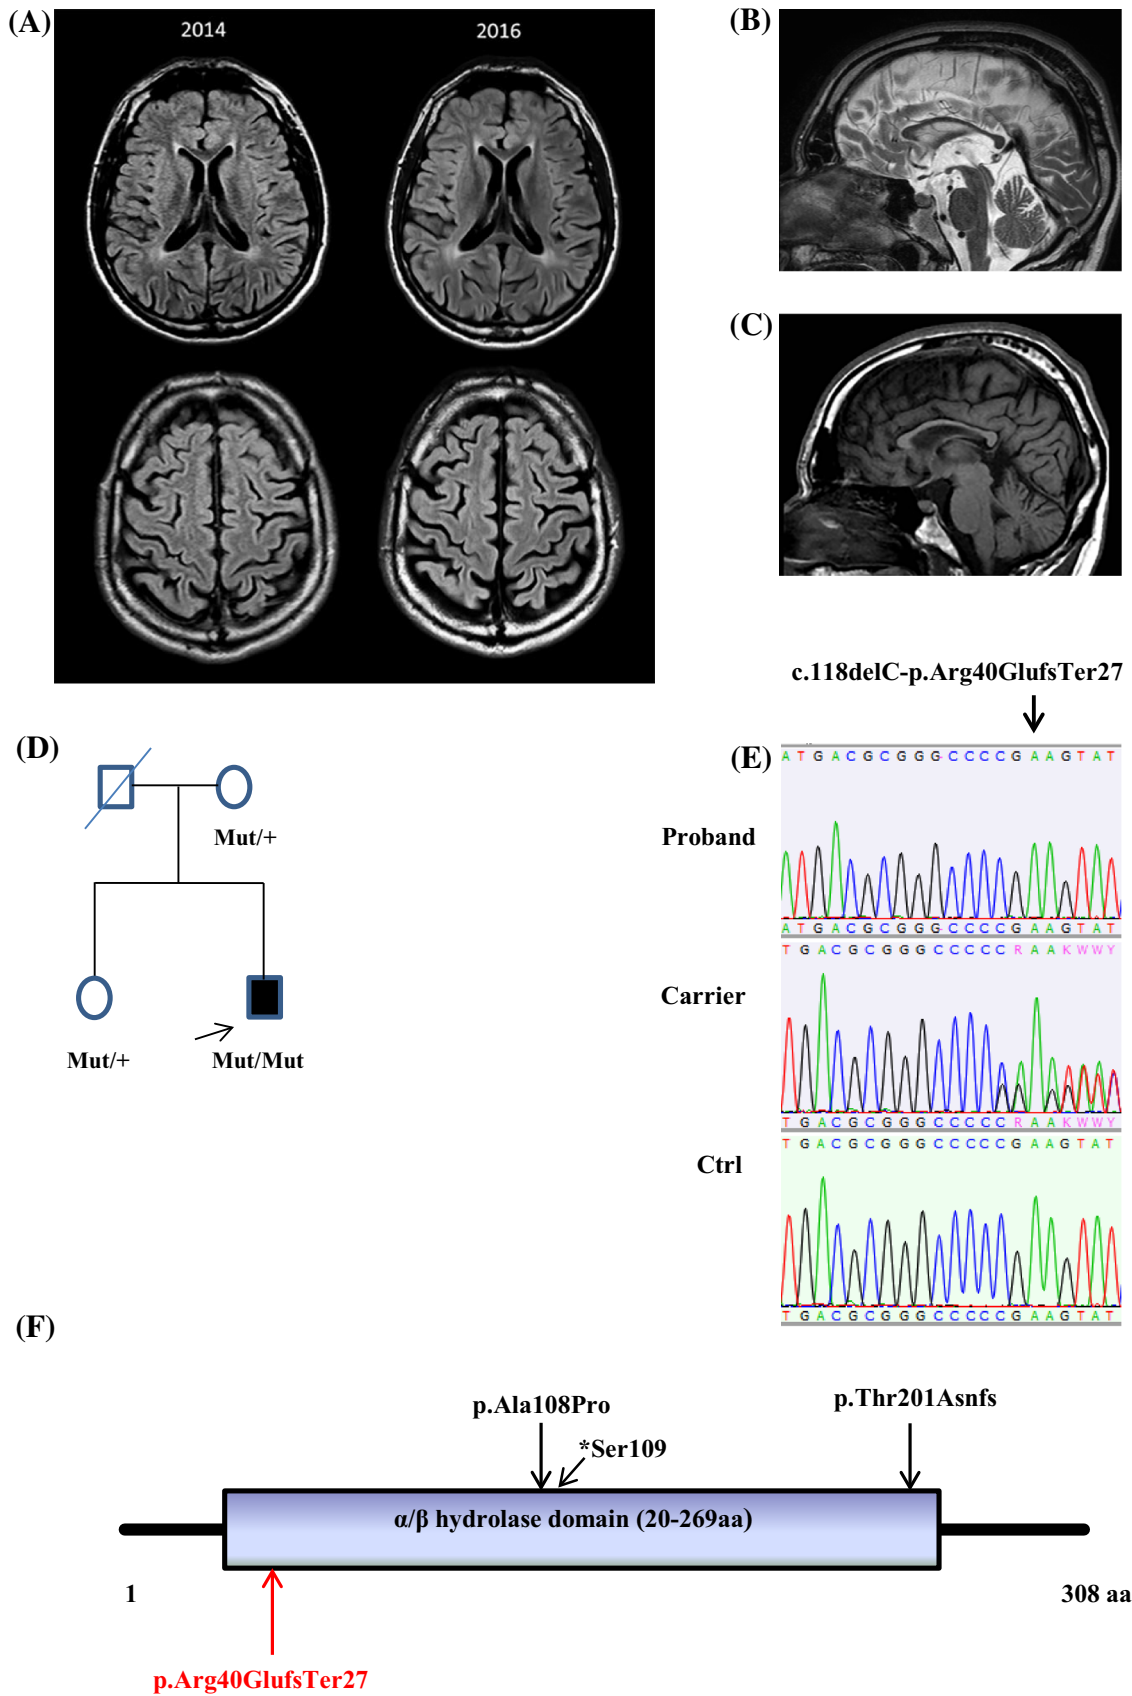 (A)
2014
2016
(B)
(C)
c.118delC-p.Arg40GlufsTer27
(D)
Mut/+
Mut/+
Mut/Mut
(E)
Proband
A T G A C G C G G G C C C C G A A G T A T
A T G A C G C G G G C C C C G A A G T A T
Carrier
T G A C G C G G G C C C C C R A A K W W Y
T G A C G C G G G C C C C C R A A K W W Y
Ctrl
T G A C G C G G G C C C C C G A A G T A T
T G A C G C G G G C C C C C G A A G T A T
(F)
p.Ala108Pro
*Ser109
p.Thr201Asnfs
α/β hydrolase domain (20-269aa)
1
308 aa
p.Arg40GlufsTer27